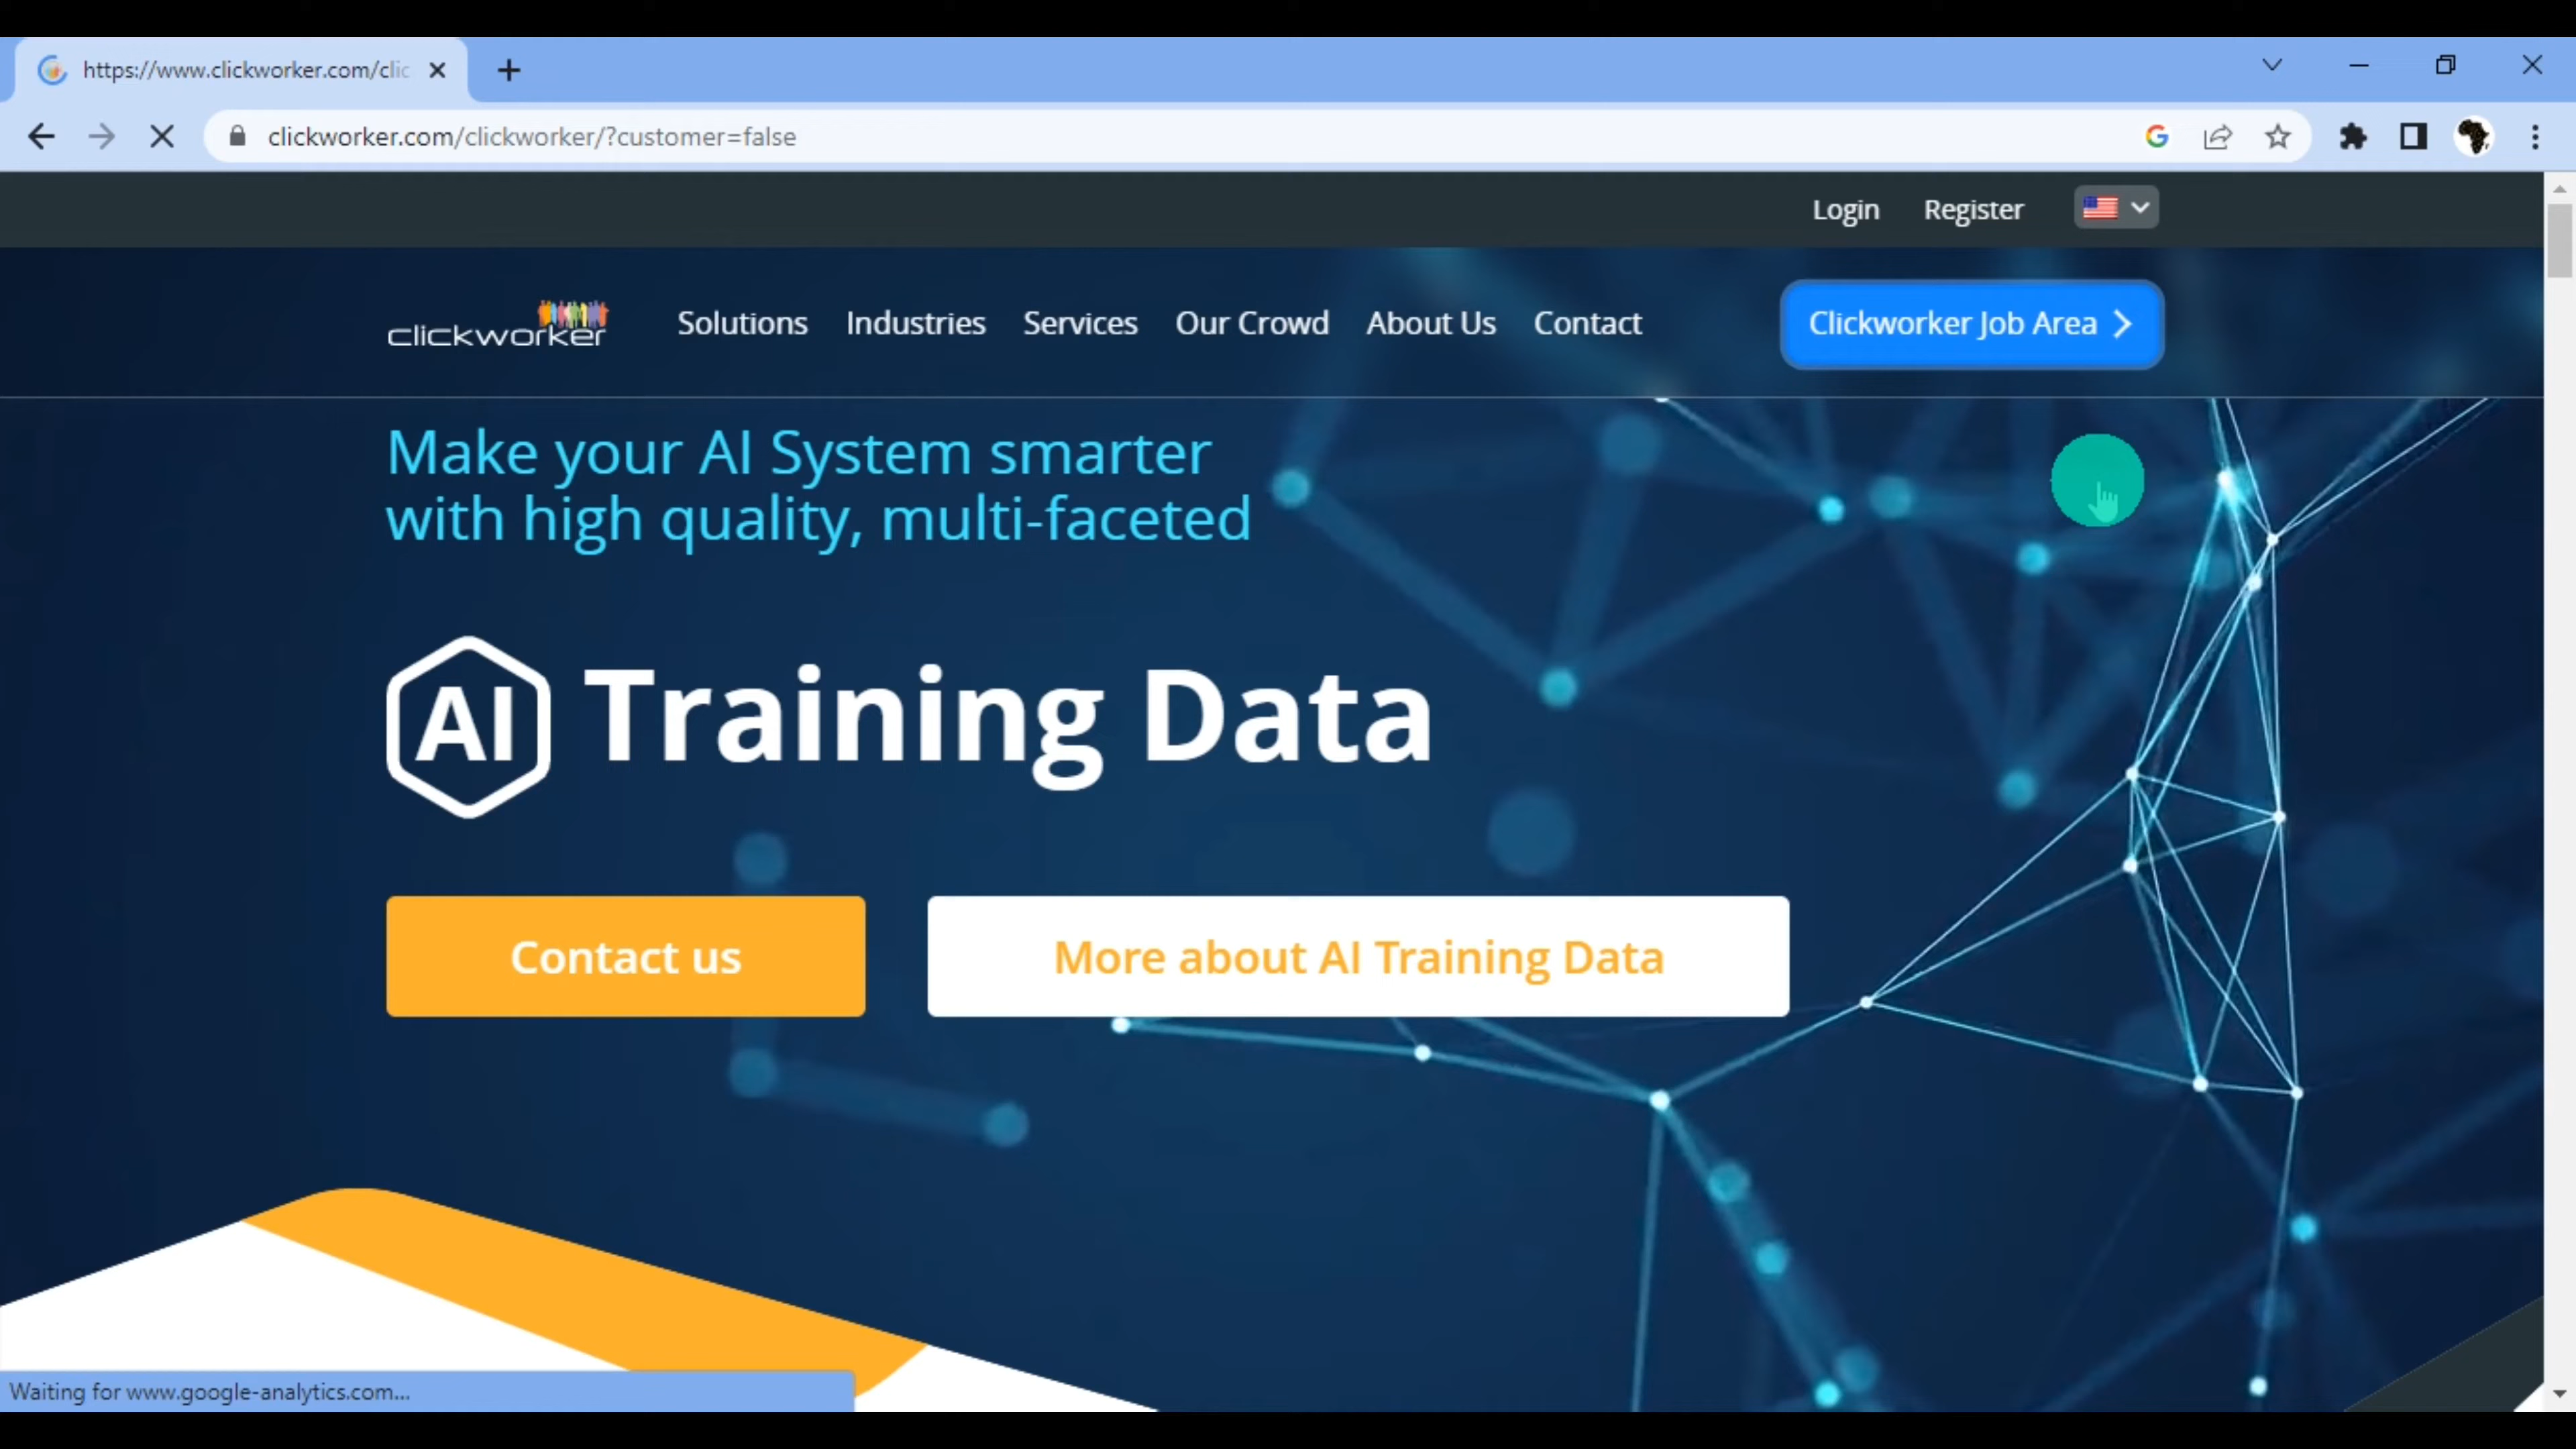 https://www.clickworker.com/clic
clickworker.com/clickworker/?customer=false
Login Register
clickworker Solutions Industries Services Our Crowd About Us Contact Clickworker Job Area
Make your AI System smarter
with high quality, multi-faceted
AI Training Data
Contact us More about AI Training Data
Waiting for www.google-analytics.com...